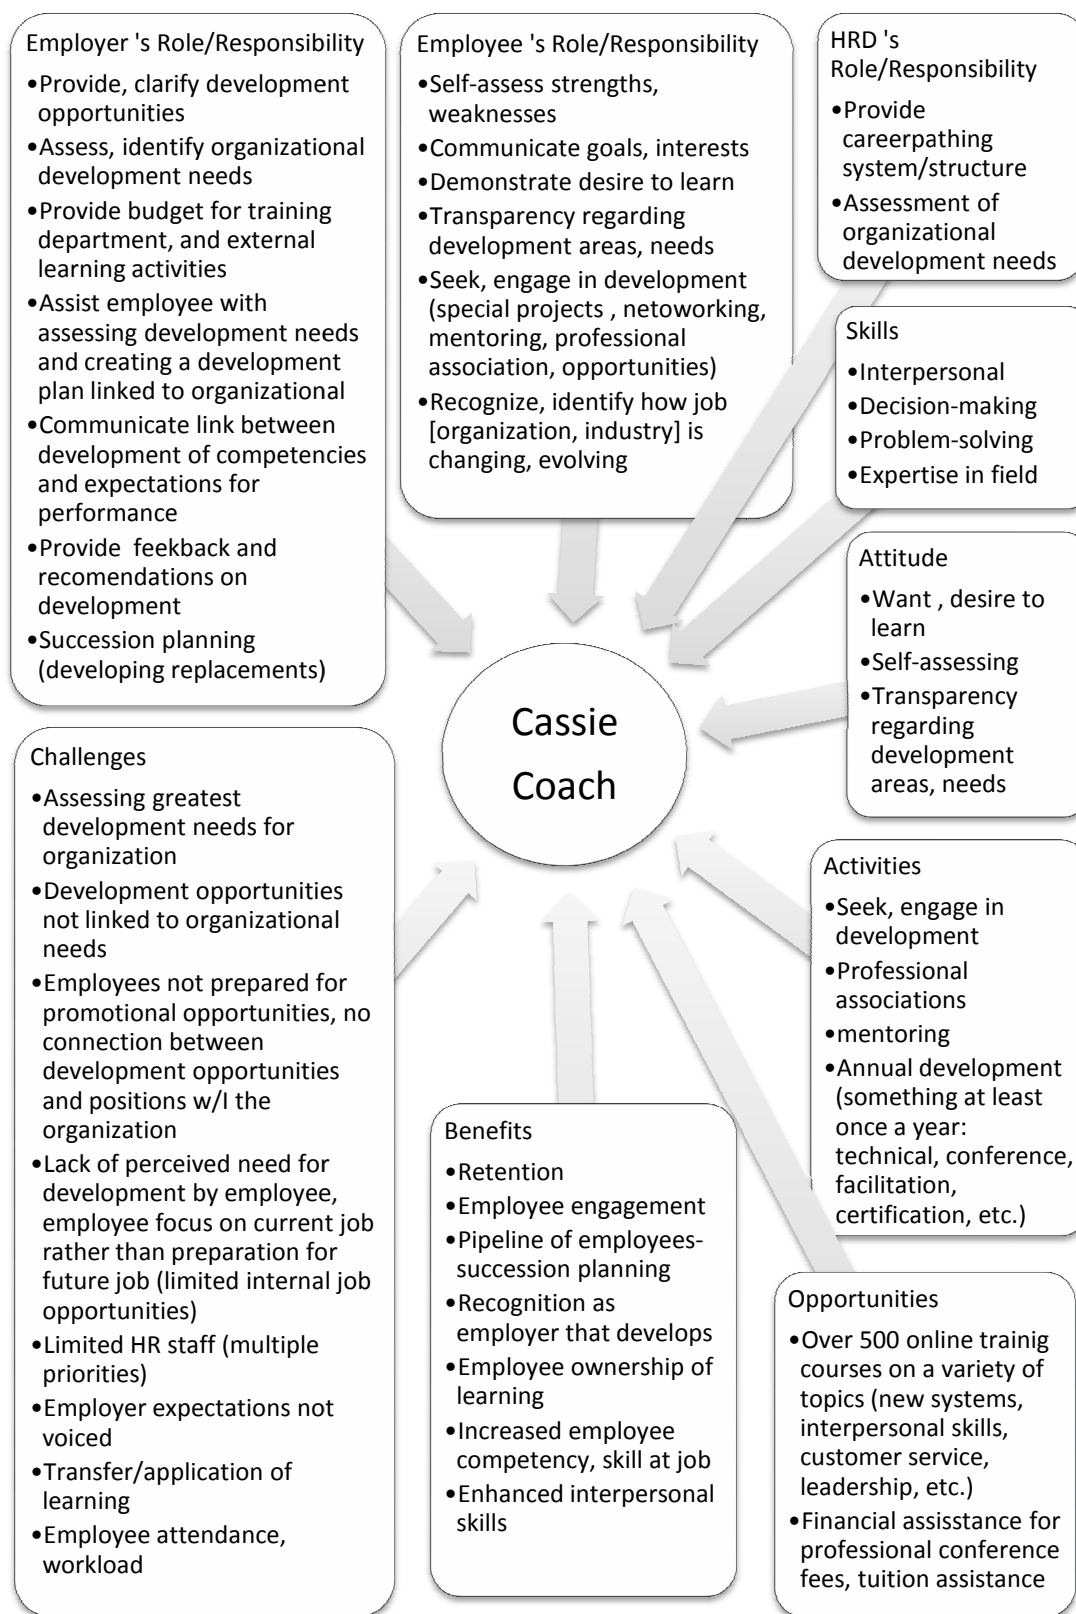 Employer 's Role/Responsibility
•Provide, clarify development
opportunities
•Assess, identify organizational
development needs
•Provide budget for training
department, and external
learning activities
•Assist employee with
assessing development needs
and creating a development
plan linked to organizational
•Communicate link between
development of competencies
and expectations for
performance
•Provide feekback and
recomendations on
development
•Succession planning
(developing replacements)
Employee 's Role/Responsibility
•Self-assess strengths,
weaknesses
•Communicate goals, interests
•Demonstrate desire to learn
•Transparency regarding
development areas, needs
•Seek, engage in development
(special projects , netoworking,
mentoring, professional
association, opportunities)
•Recognize, identify how job
[organization, industry] is
changing, evolving
HRD 's
Role/Responsibility
•Provide
careerpathing
system/structure
•Assessment of
organizational
development needs
Skills
•Interpersonal
•Decision-making
•Problem-solving
•Expertise in field
Attitude
•Want , desire to
learn
•Self-assessing
•Transparency
regarding
development
areas, needs
Cassie
Coach
Challenges
•Assessing greatest
development needs for
organization
•Development opportunities
not linked to organizational
needs
•Employees not prepared for
promotional opportunities, no
connection between
development opportunities
and positions w/I the
organization
•Lack of perceived need for
development by employee,
employee focus on current job
rather than preparation for
future job (limited internal job
opportunities)
•Limited HR staff (multiple
priorities)
•Employer expectations not
voiced
•Transfer/application of
learning
•Employee attendance,
workload
Benefits
•Retention
•Employee engagement
•Pipeline of employees-
succession planning
•Recognition as
employer that develops
•Employee ownership of
learning
•Increased employee
competency, skill at job
•Enhanced interpersonal
skills
Activities
•Seek, engage in
development
•Professional
associations
•mentoring
•Annual development
(something at least
once a year:
technical, conference,
facilitation,
certification, etc.)
Opportunities
•Over 500 online trainig
courses on a variety of
topics (new systems,
interpersonal skills,
customer service,
leadership, etc.)
•Financial assisstance for
professional conference
fees, tuition assistance